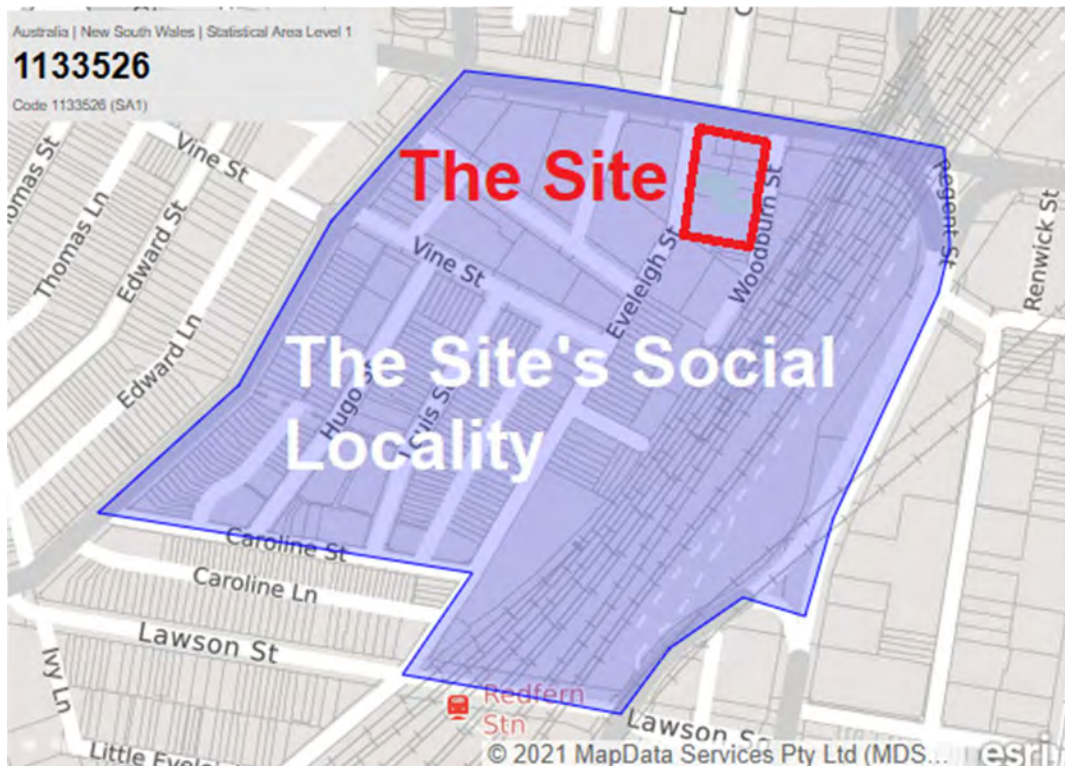 Australia | New South Wales | Statistical Area Level 1
1133526
Code 1133526 (SA1)
Vine St
Thomas Ln
Edward St
Edward Ln
The Site
Regent St
Renwick St
Woodburn St
Eveleigh St
Vine St
The Site's Social
Locality
Hugo St
Caroline St
Caroline Ln
Lawson St
Ivy Ln
Redfern
Stn
Lawson
Little
© 2021 MapData Services Pty Ltd (MDS...
esri